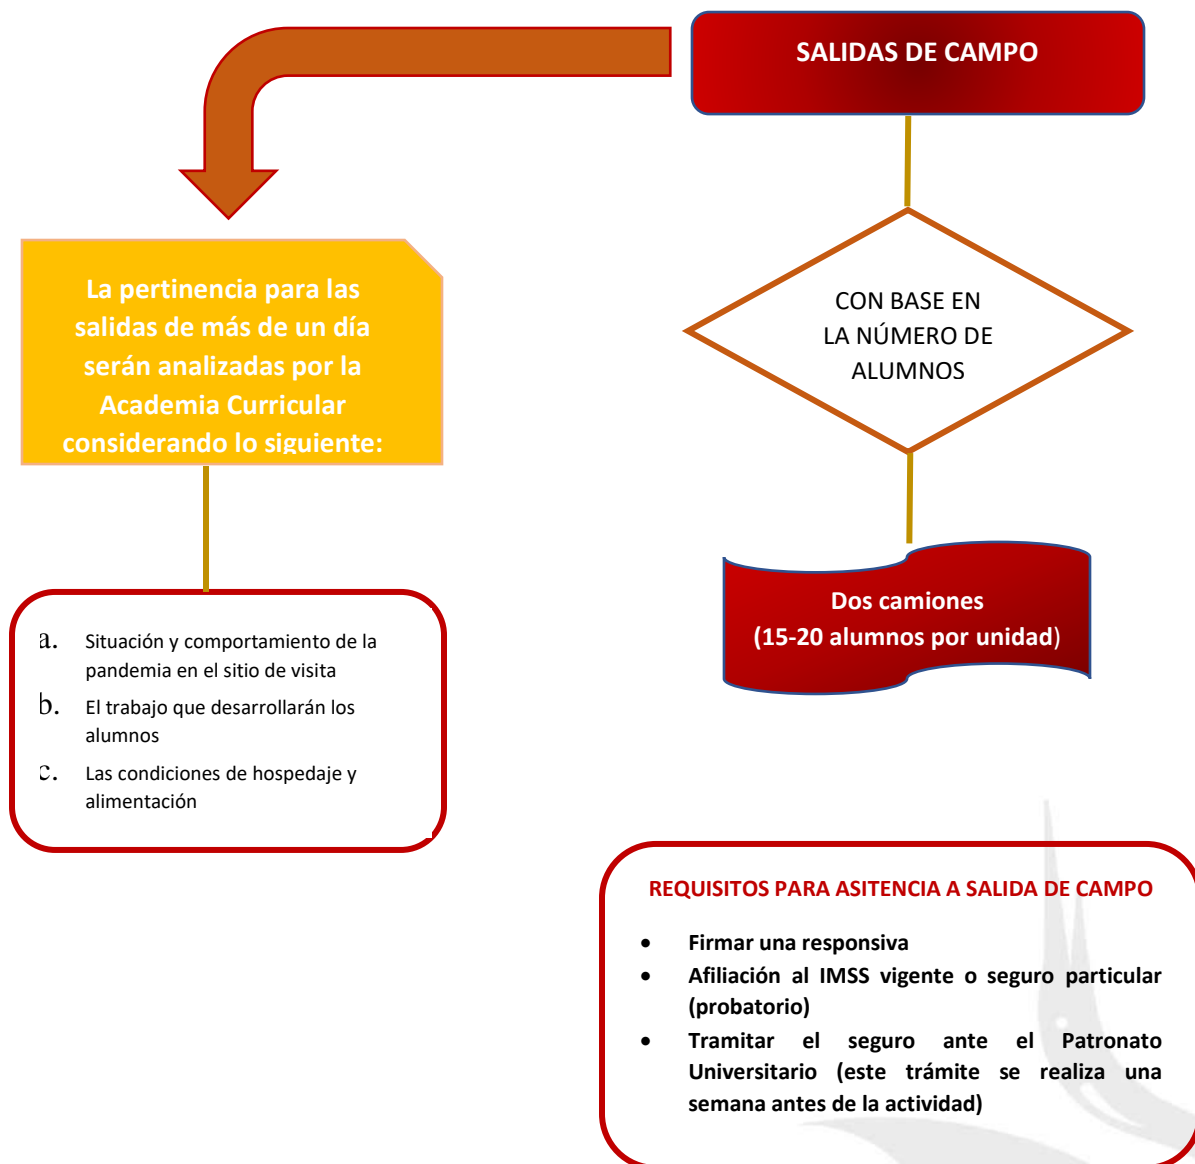 SALIDAS DE CAMPO
La pertinencia para las
salidas de más de un día
serán analizadas por la
Academia Curricular
considerando lo siguiente:
CON BASE EN
LA NÚMERO DE
ALUMNOS
Dos camiones
(15-20 alumnos por unidad)
a. Situación y comportamiento de la
pandemia en el sitio de visita
b. El trabajo que desarrollarán los
alumnos
c. Las condiciones de hospedaje y
alimentación
REQUISITOS PARA ASITENCIA A SALIDA DE CAMPO
• Firmar una responsiva
• Afiliación al IMSS vigente o seguro particular
(probatorio)
• Tramitar el seguro ante el Patronato
Universitario (este trámite se realiza una
semana antes de la actividad)